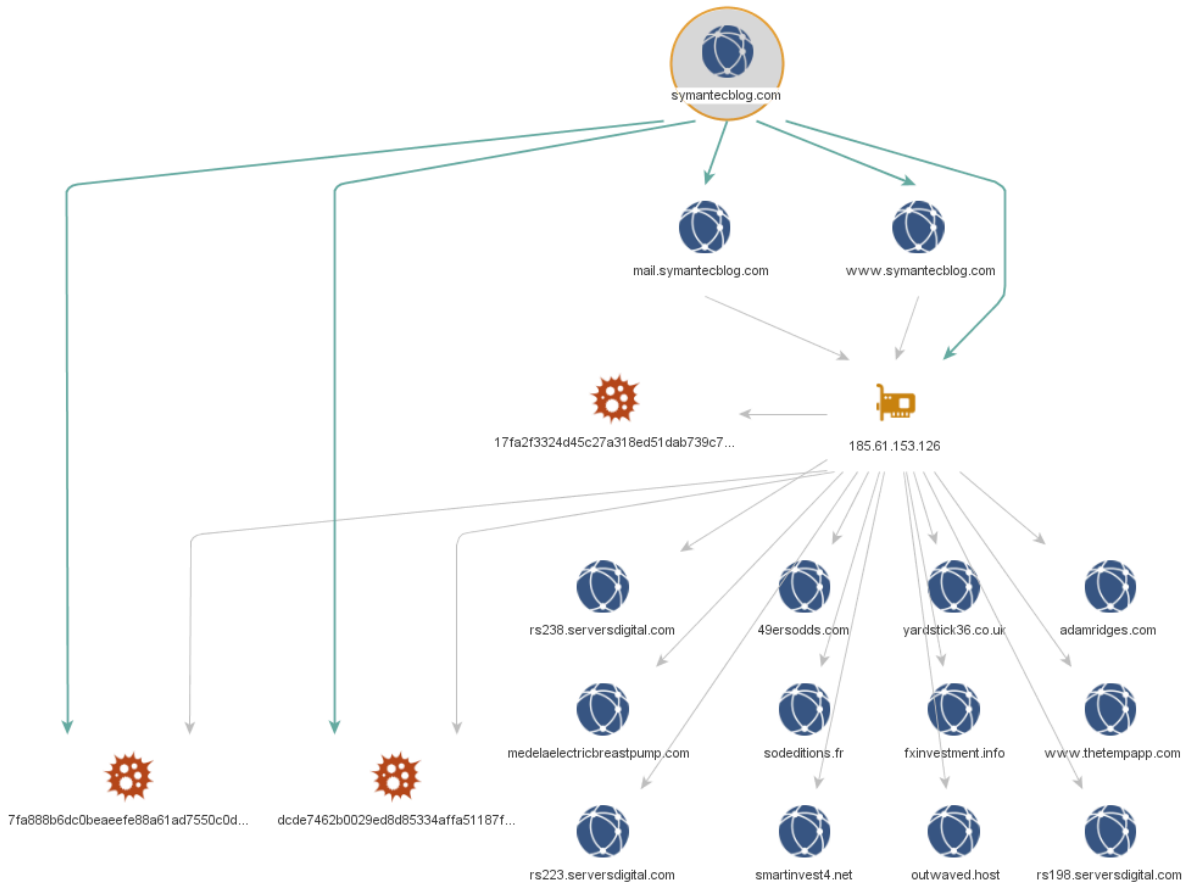 symantecblog.com
mail.symantecblog.com
www.symantecblog.com
17fa2f3324d45c27a318ed51dab739c7...
185.61.153.126
rs238.serversdigital.com
49ersodds.com
yardstick36.co.uk
adamridges.com
medelaelectricbreastpump.com
sodeditions.fr
fxinvestment.info
www.thetempapp.com
7fa888b6dc0beaeefe88a61ad7550c0d...
dcde7462b0029ed8d85334affa51187f...
rs223.serversdigital.com
smartinvest4.net
outwaved.host
rs198.serversdigital.com